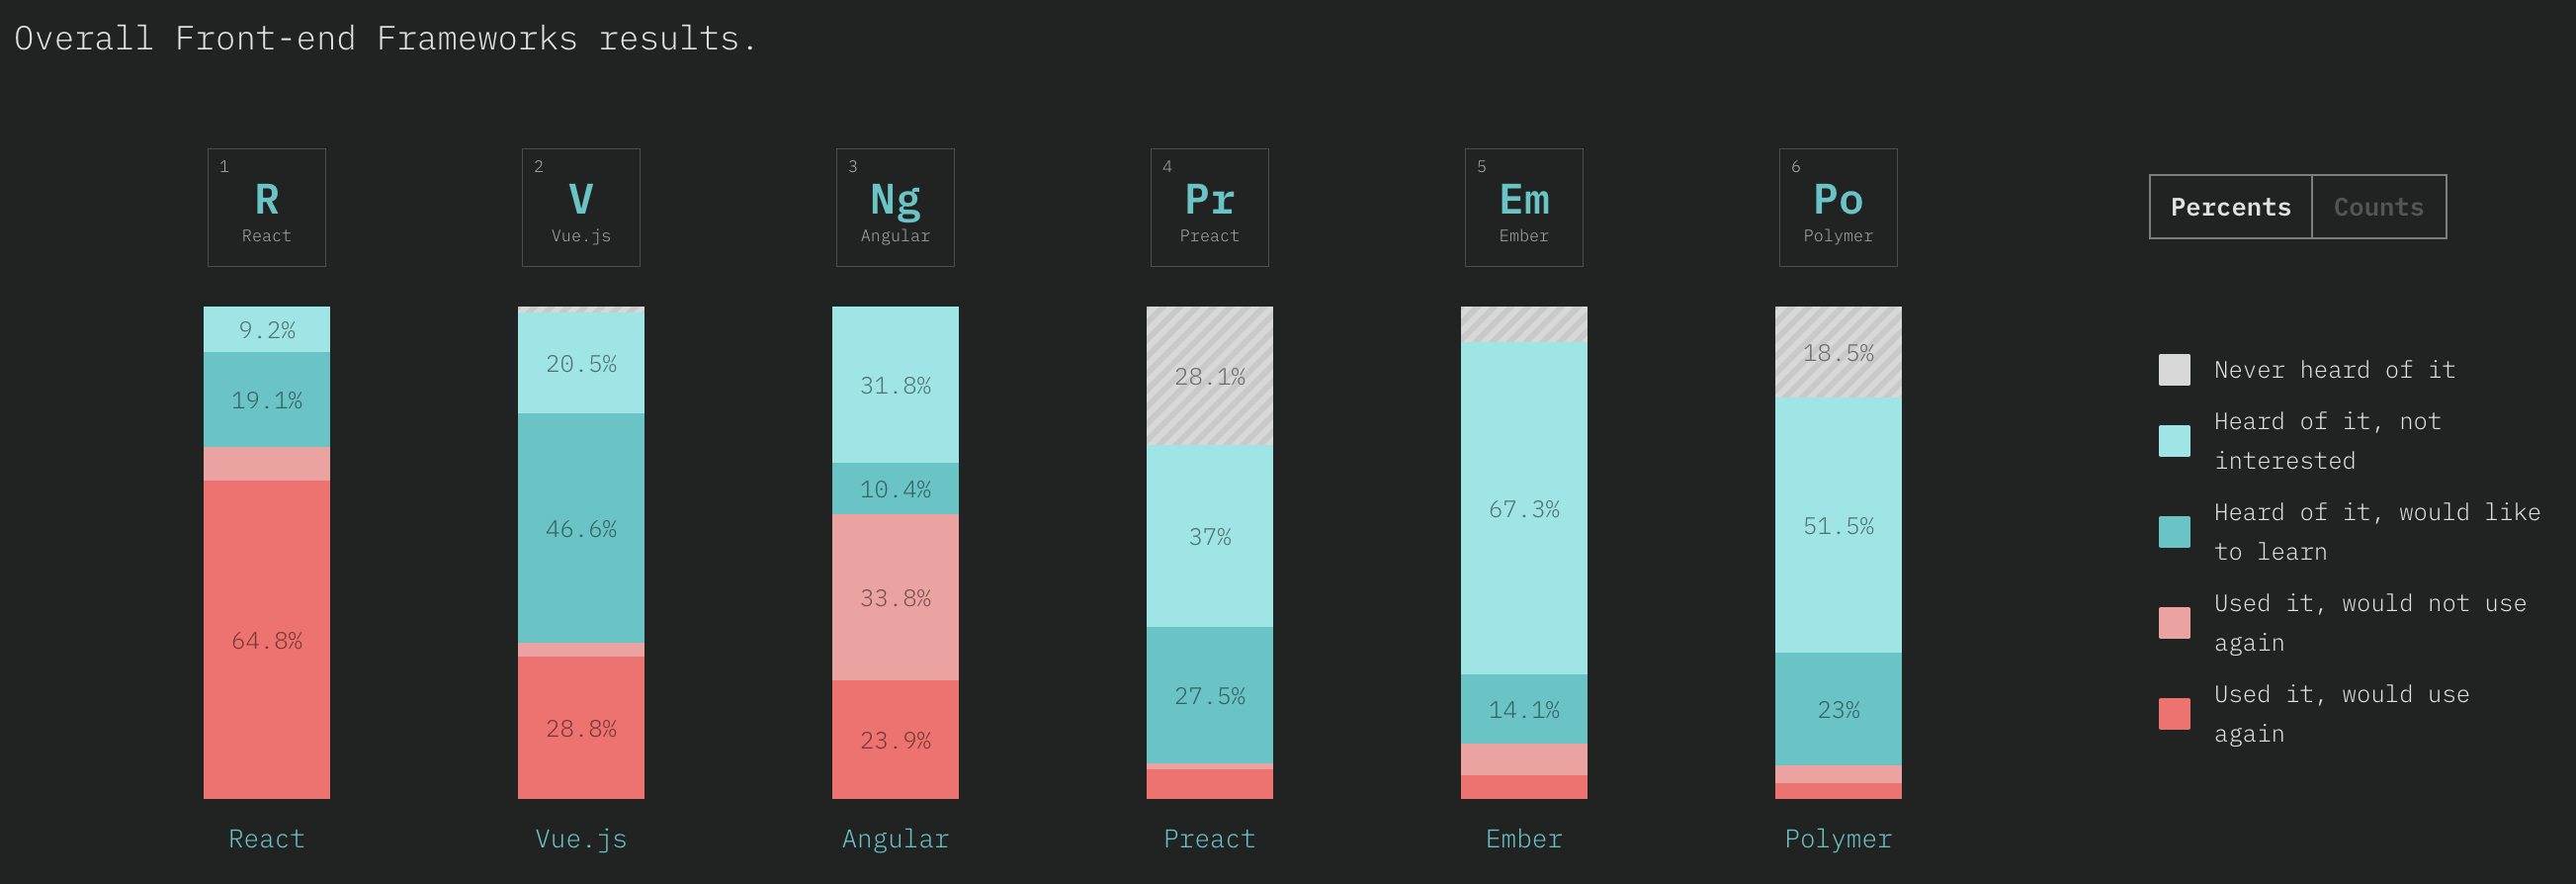 Overall Front-end Frameworks results.
1
R
React
2
V
Vue.js
3
Ng
Angular
4
Pr
Preact
5
Em
Ember
6
Po
Polymer
Percents
Counts
9.2%
19.1%
64.8%
React
20.5%
46.6%
28.8%
Vue.js
31.8%
10.4%
33.8%
23.9%
Angular
28.1%
37%
27.5%
Preact
67.3%
14.1%
Ember
18.5%
51.5%
23%
Polymer
Never heard of it
Heard of it, not
interested
Heard of it, would like
to learn
Used it, would not use
again
Used it, would use
again